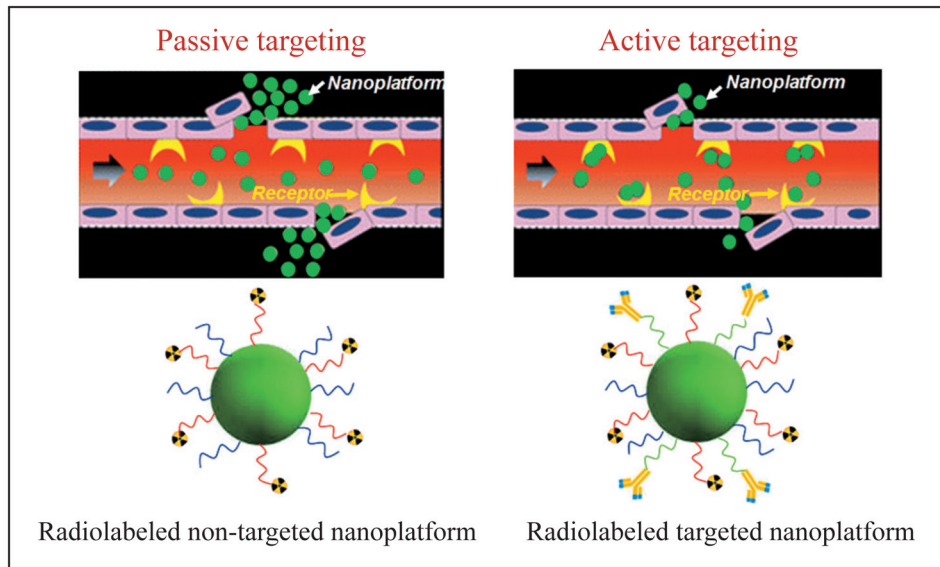 Passive targeting
Active targeting
Nanoplatform
Receptor
Nanoplatform
Receptor
Radiolabeled non-targeted nanoplatform
Radiolabeled targeted nanoplatform